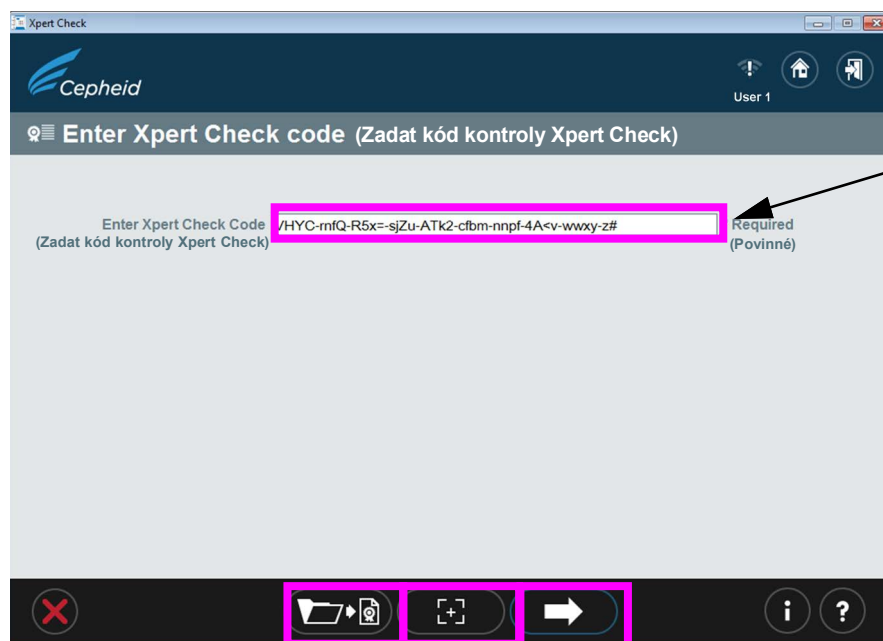 Xpert Check
Cepheid
User 1
Enter Xpert Check code (Zadat kód kontroly Xpert Check)
Enter Xpert Check Code /HYC-rnfQ-R5x=-sjZu-ATk2-cfbm-nnpf-4A<v-wwxy-z# Required
(Zadat kód kontroly Xpert Check) (Povinné)
i ?